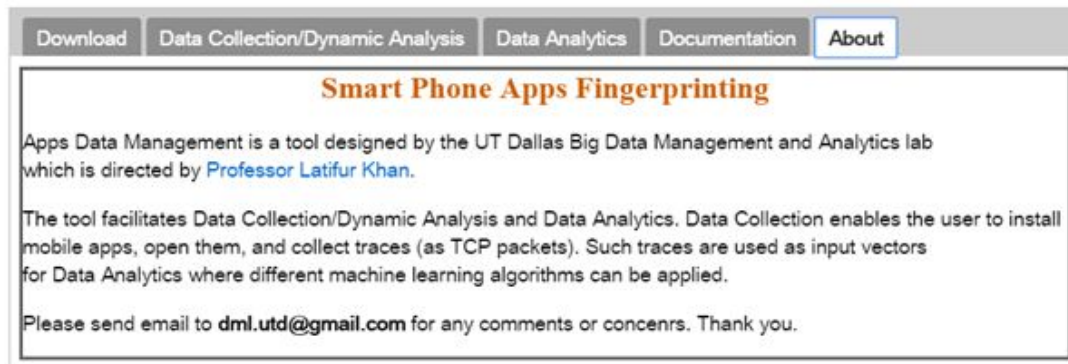 Download Data Collection/Dynamic Analysis Data Analytics Documentation About
Smart Phone Apps Fingerprinting
Apps Data Management is a tool designed by the UT Dallas Big Data Management and Analytics lab
which is directed by Professor Latifur Khan.
The tool facilitates Data Collection/Dynamic Analysis and Data Analytics. Data Collection enables the user to install
mobile apps, open them, and collect traces (as TCP packets). Such traces are used as input vectors
for Data Analytics where different machine learning algorithms can be applied.
Please send email to dml.utd@gmail.com for any comments or concenrs. Thank you.